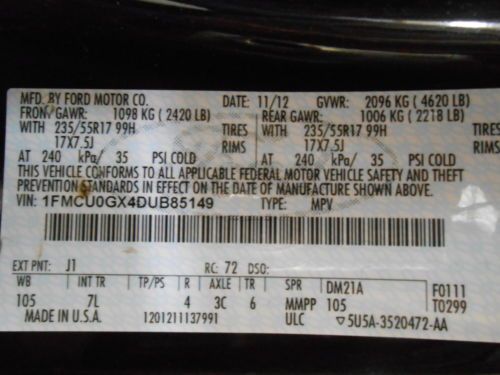 MFD. BY FORD MOTOR CO. DATE: 11/12 GVWR: 2096 KG ( 4620 LB)
FRONT GAWR: 1098 KG ( 2420 LB) REAR GAWR: 1006 KG ( 2218 LB)
WITH 235/55R17 99H TIRES WITH 235/55R17 99H TIRES
17X7.5J RIMS 17X7.5J RIMS
AT 240 kPa/ 35 PSI COLD AT 240 kPa/ 35 PSI COLD
THIS VEHICLE CONFORMS TO ALL APPLICABLE FEDERAL MOTOR VEHICLE SAFETY AND THEFT
PREVENTION STANDARDS IN EFFECT ON THE DATE OF MANUFACTURE SHOWN ABOVE.
VIN: 1FMCU0GX4DUB85149 TYPE: MPV
EXT PNT: J1 RC: 72 DSO:
WB INT TR TP/PS R AXLE TR SPR DM21A F0111
105 7L 4 3C 6 MMPP 105 T0299
MADE IN U.S.A. 1201211137991 ULC ▽5U5A-3520472-AA